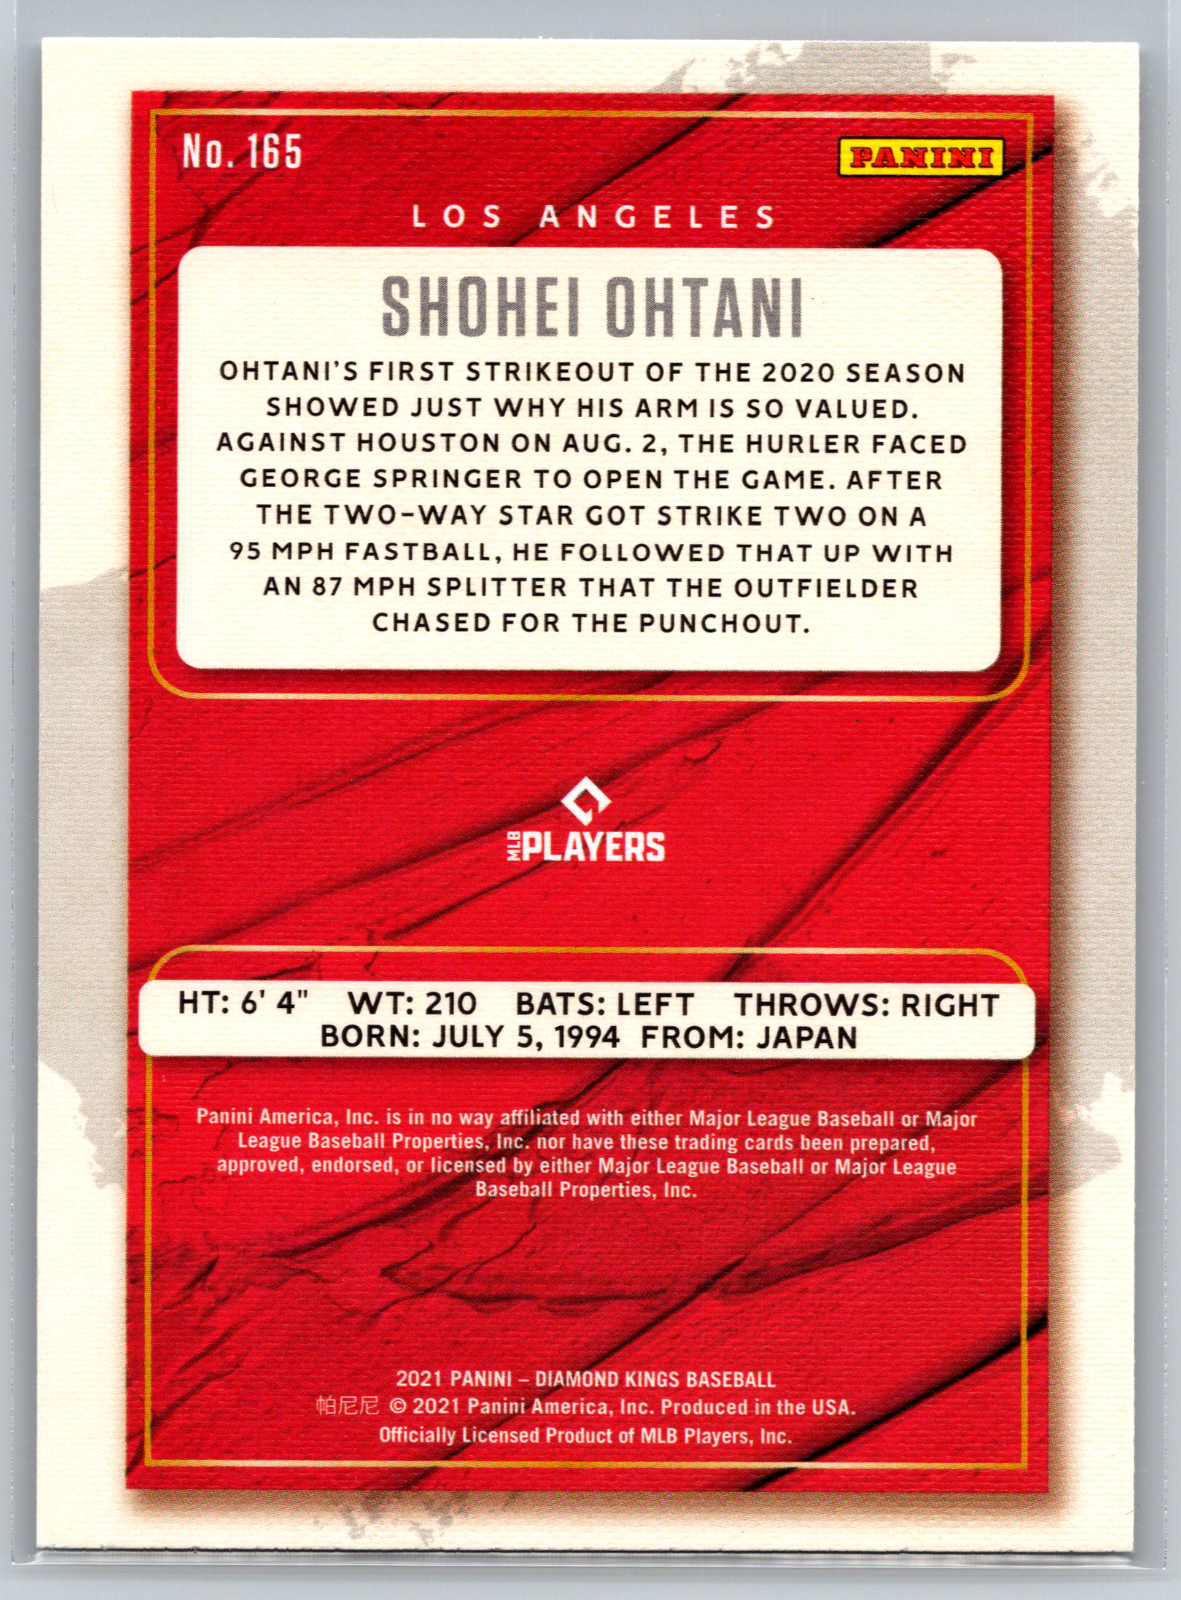 No. 165
PANINI
LOS ANGELES
SHOHEI OHTANI
OHTANI'S FIRST STRIKEOUT OF THE 2020 SEASON
SHOWED JUST WHY HIS ARM IS SO VALUED.
AGAINST HOUSTON ON AUG. 2, THE HURLER FACED
GEORGE SPRINGER TO OPEN THE GAME. AFTER
THE TWO-WAY STAR GOT STRIKE TWO ON A
95 MPH FASTBALL, HE FOLLOWED THAT UP WITH
AN 87 MPH SPLITTER THAT THE OUTFIELDER
CHASED FOR THE PUNCHOUT.
MLB PLAYERS
HT: 6' 4" WT: 210 BATS: LEFT THROWS: RIGHT
BORN: JULY 5, 1994 FROM: JAPAN
Panini America, Inc. is in no way affiliated with either Major League Baseball or Major
League Baseball Properties, Inc. nor have these trading cards been prepared,
approved, endorsed, or licensed by either Major League Baseball or Major League
Baseball Properties, Inc.
2021 PANINI – DIAMOND KINGS BASEBALL
帕尼尼 © 2021 Panini America, Inc. Produced in the USA.
Officially Licensed Product of MLB Players, Inc.